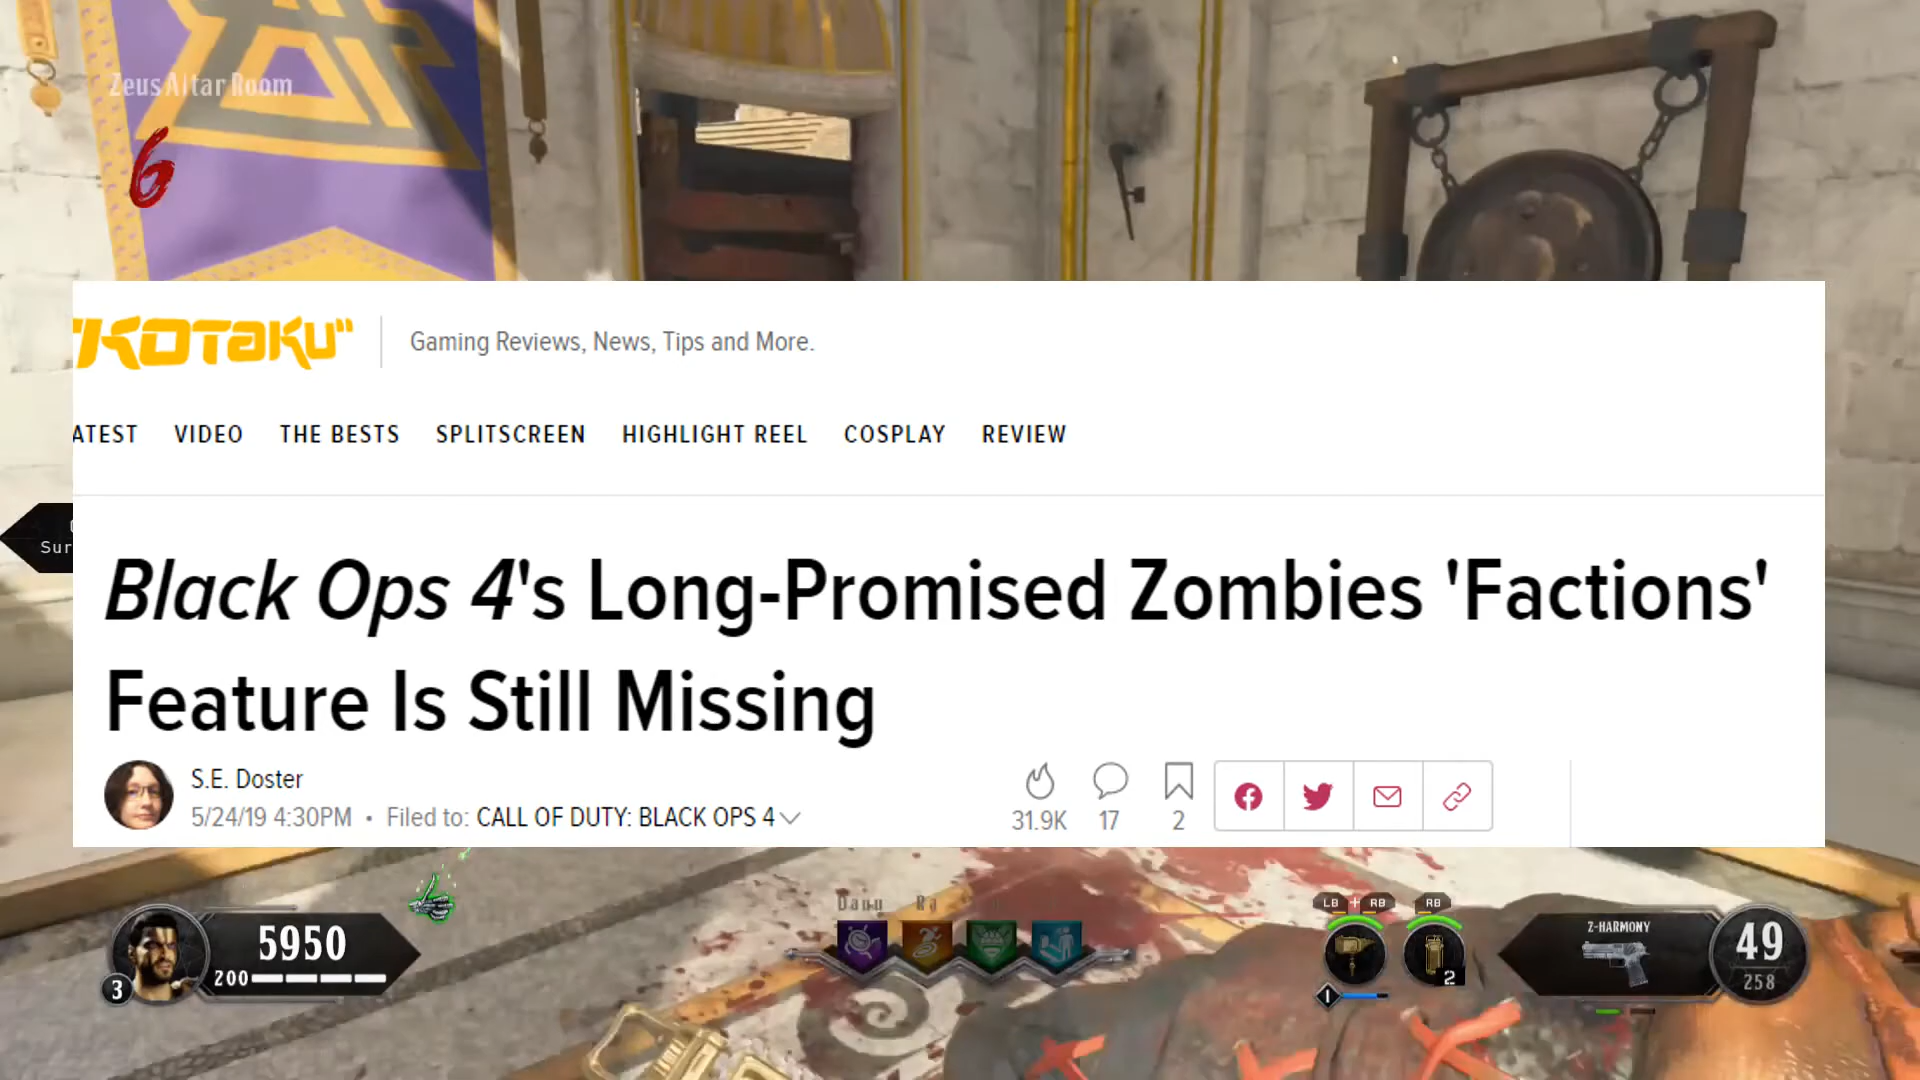 Zeus Altar Room
6
KOTaKU
Gaming Reviews, News, Tips and More.
ATEST VIDEO THE BESTS SPLITSCREEN HIGHLIGHT REEL COSPLAY REVIEW
Sur
Black Ops 4's Long-Promised Zombies 'Factions'
Feature Is Still Missing
S.E. Doster
5/24/19 4:30PM • Filed to: CALL OF DUTY: BLACK OPS 4
31.9K 17 2
Danu Ra
LB + RB RB
5950
200
3
2
Z-HARMONY
49
258